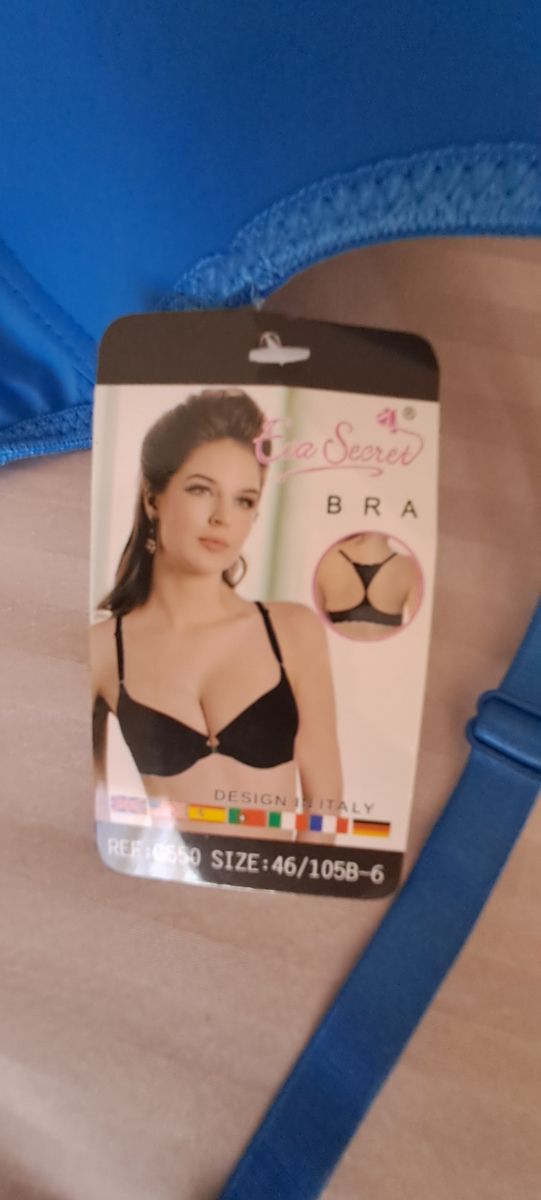 Eva Secret ®
BRA
DESIGN IN ITALY
REF:G550 SIZE:46/105B-6